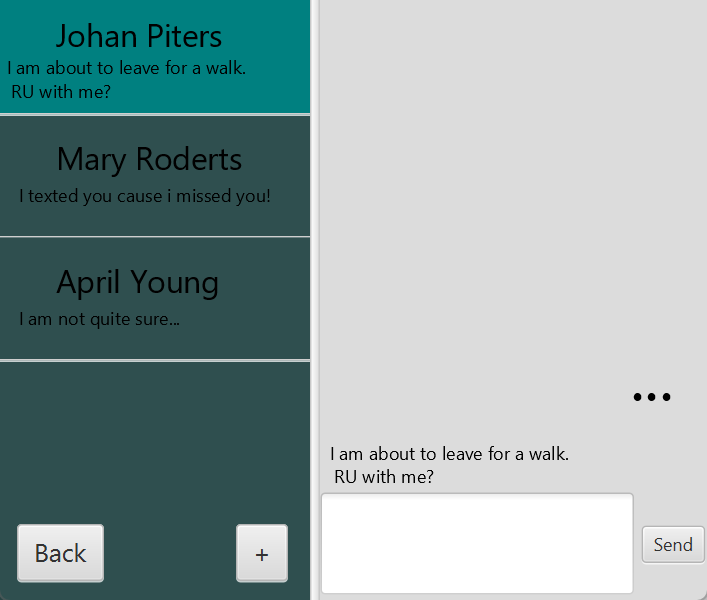 Johan Piters
I am about to leave for a walk.
RU with me?
Mary Roderts
I texted you cause i missed you!
April Young
I am not quite sure...
Back
+
•••
I am about to leave for a walk.
RU with me?
Send